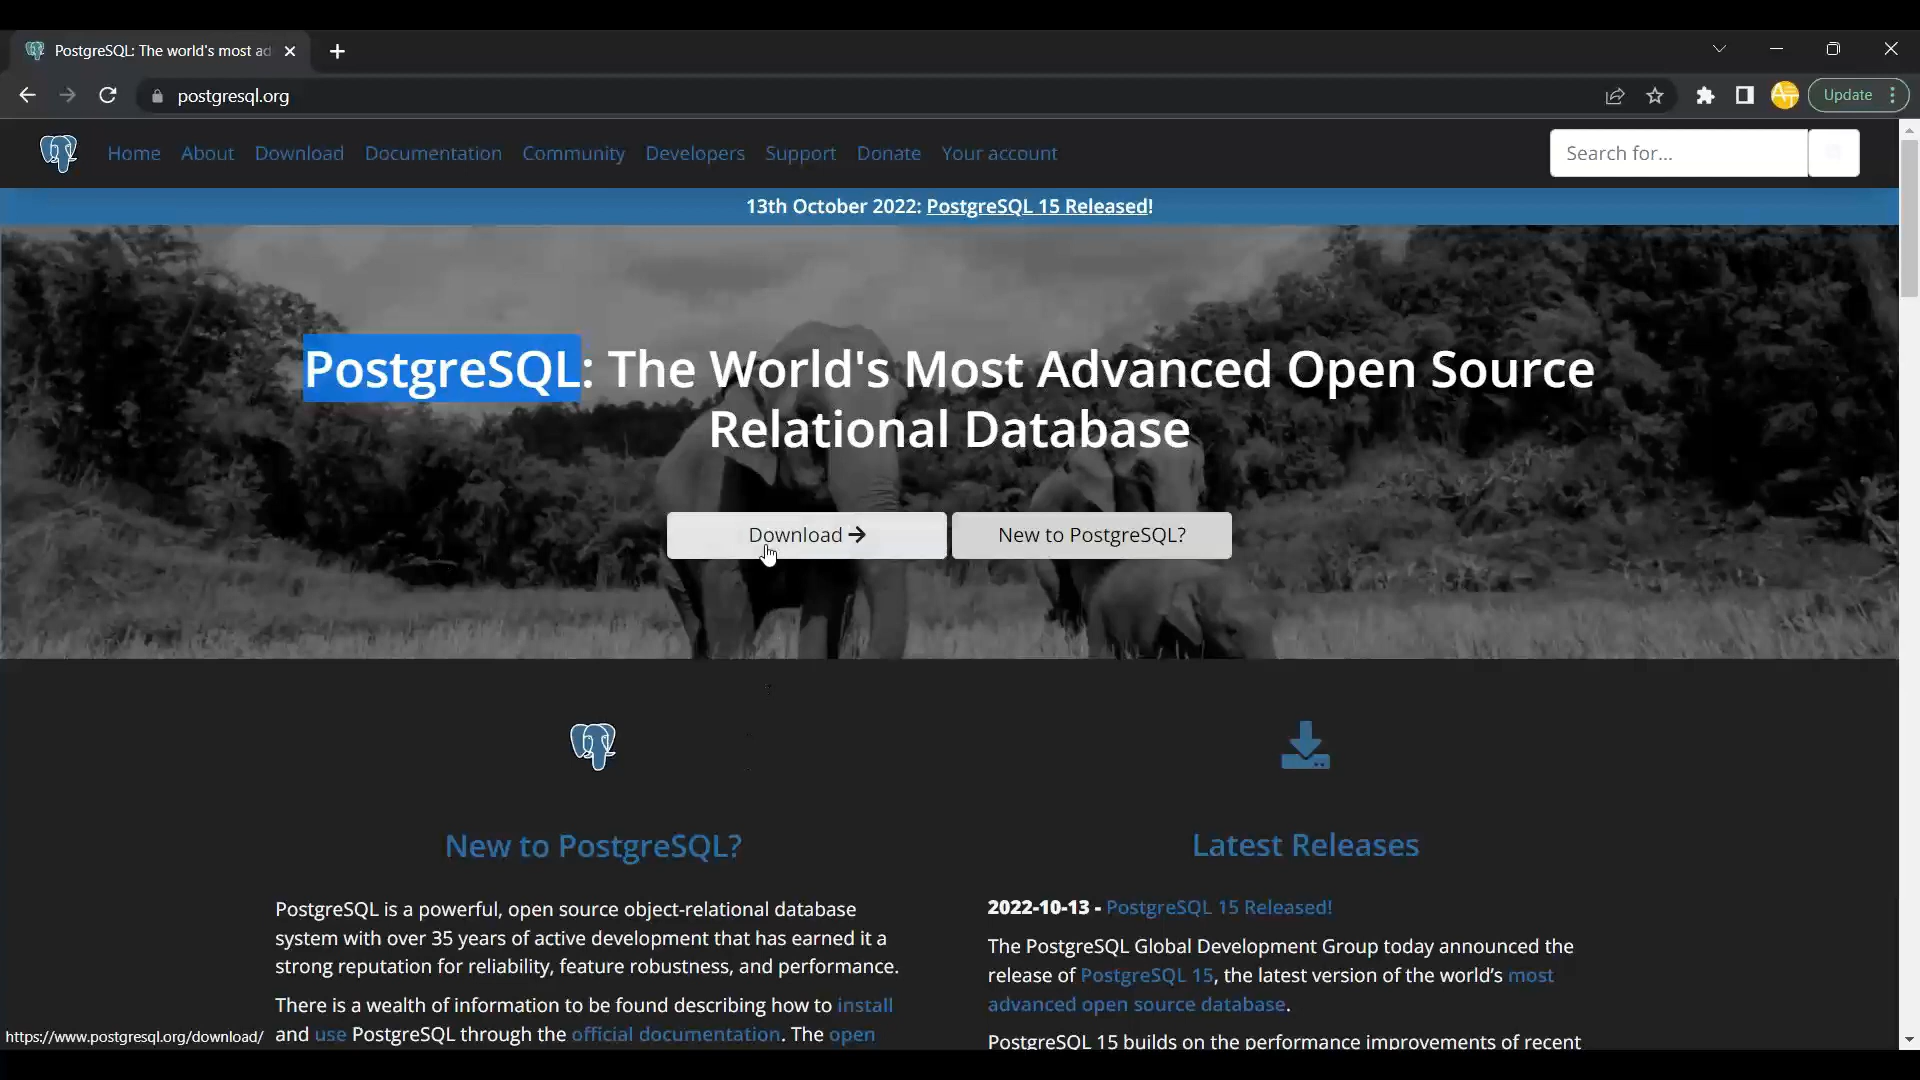 PostgreSQL: The world's most ad
postgresql.org
Update
Home About Download Documentation Community Developers Support Donate Your account
Search for...
13th October 2022: PostgreSQL 15 Released!
PostgreSQL: The World's Most Advanced Open Source
Relational Database
Download
New to PostgreSQL?
New to PostgreSQL?
PostgreSQL is a powerful, open source object-relational database
system with over 35 years of active development that has earned it a
strong reputation for reliability, feature robustness, and performance.
There is a wealth of information to be found describing how to install
and use PostgreSQL through the official documentation. The open
Latest Releases
2022-10-13 - PostgreSQL 15 Released!
The PostgreSQL Global Development Group today announced the
release of PostgreSQL 15, the latest version of the world's most
advanced open source database.
PostgreSQL 15 builds on the performance improvements of recent
https://www.postgresql.org/download/